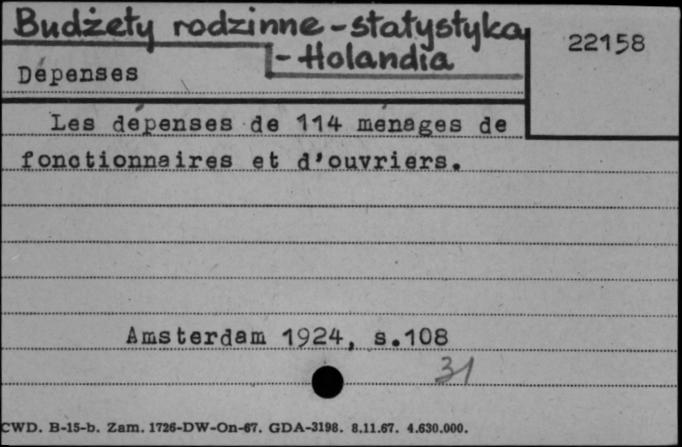 Budżety rodzinne - statystyka
- Holandia
22158
Dépenses
Les dépenses de 114 ménages de
fonctionnaires et d'ouvriers.
Amsterdam 1924, s.108
31
CWD. B-15-b. Zam. 1726-DW-On-67. GDA-3198. 8.11.67. 4.630.000.